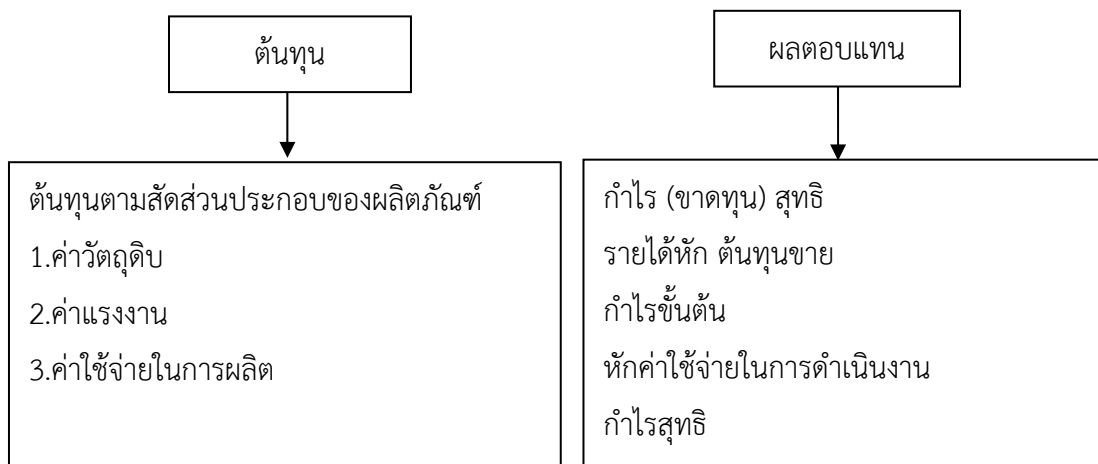 ต้นทุน
ต้นทุนตามสัดส่วนประกอบของผลิตภัณฑ์
1.ค่าวัตถุดิบ
2.ค่าแรงงาน
3.ค่าใช้จ่ายในการผลิต
ผลตอบแทน
กำไร (ขาดทุน) สุทธิ
รายได้หัก ต้นทุนขาย
กำไรขั้นต้น
หักค่าใช้จ่ายในการดำเนินงาน
กำไรสุทธิ